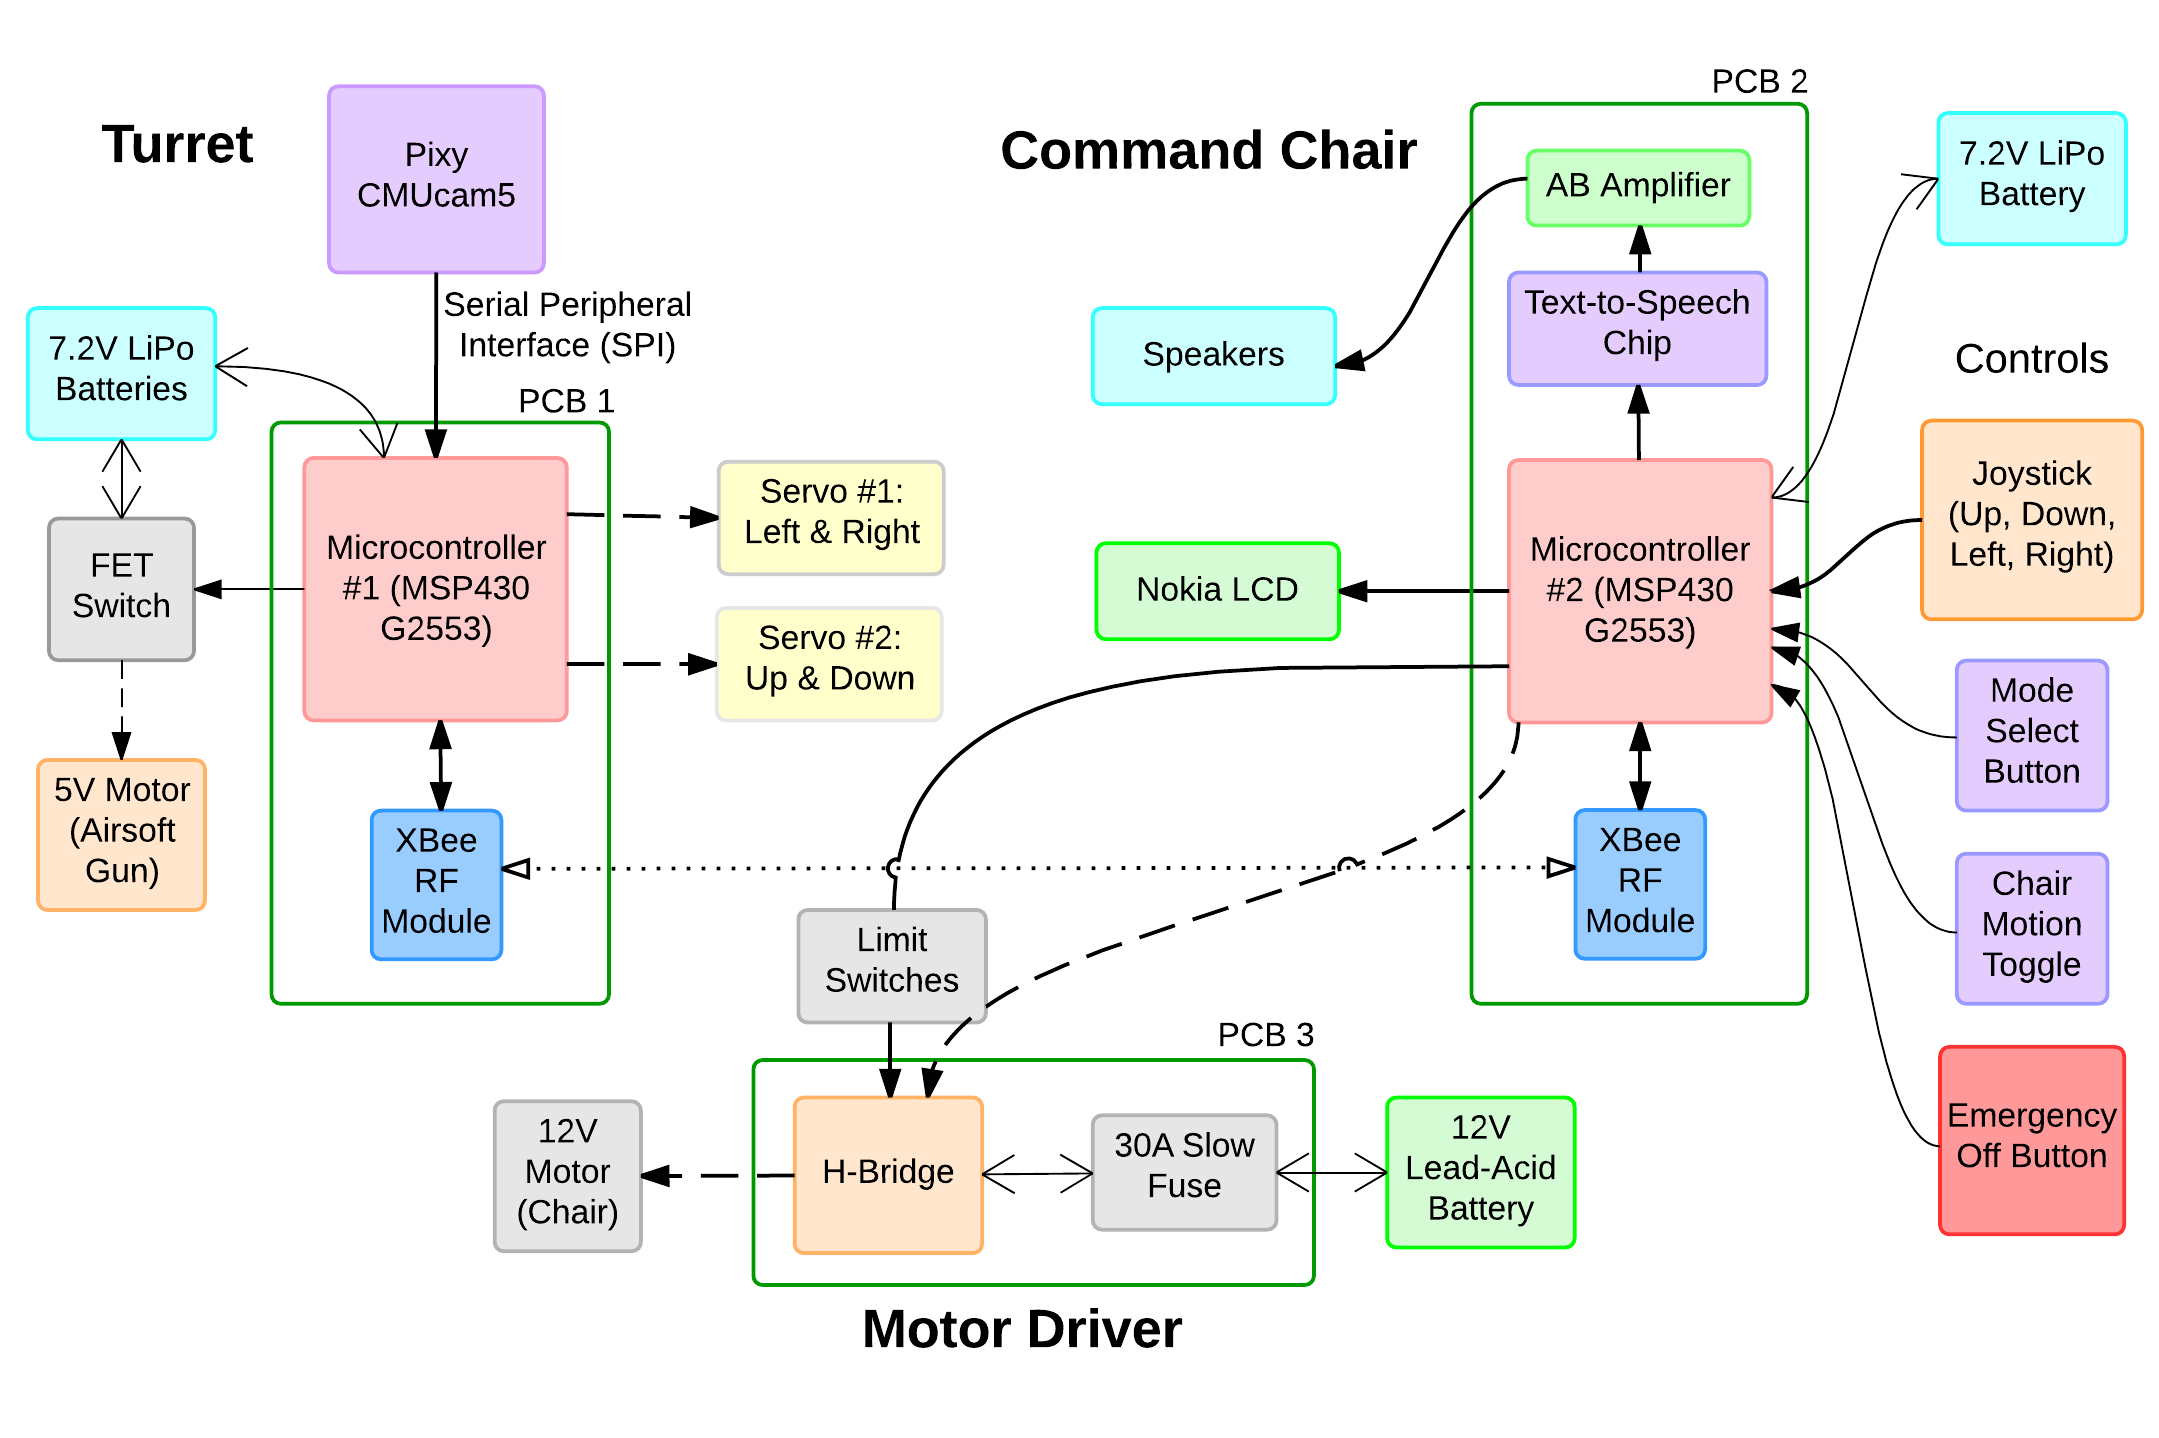 Turret
Pixy
CMUcam5
Serial Peripheral
Interface (SPI)
7.2V LiPo
Batteries
PCB 1
FET
Switch
Microcontroller
#1 (MSP430
G2553)
Servo #1:
Left & Right
Servo #2:
Up & Down
5V Motor
(Airsoft
Gun)
XBee
RF
Module
Command Chair
PCB 2
AB Amplifier
Text-to-Speech
Chip
Speakers
Nokia LCD
Microcontroller
#2 (MSP430
G2553)
XBee
RF
Module
7.2V LiPo
Battery
Controls
Joystick
(Up, Down,
Left, Right)
Mode
Select
Button
Chair
Motion
Toggle
Emergency
Off Button
Limit
Switches
PCB 3
12V
Motor
(Chair)
H-Bridge
30A Slow
Fuse
12V
Lead-Acid
Battery
Motor Driver